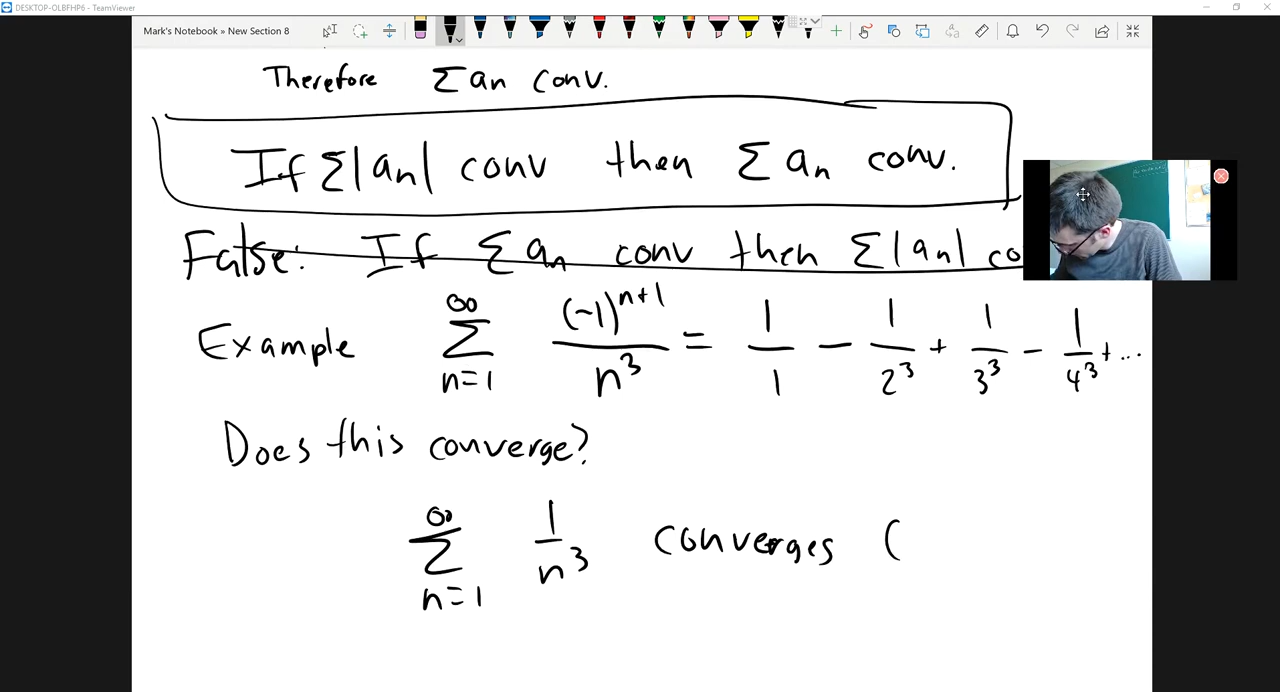 DESKTOP-OLBFHP6 - TeamViewer
Mark's Notebook » New Section 8
Therefore Σ an conv.
If Σ|an| conv then Σ an conv.
False: If Σ an conv then Σ|an| co
Example ∞ Σ n=1 (-1)^{n+1} / n^3 = 1/1 - 1/2^3 + 1/3^3 - 1/4^3 + ...
Does this converge?
∞ Σ n=1 1/n^3 converges (